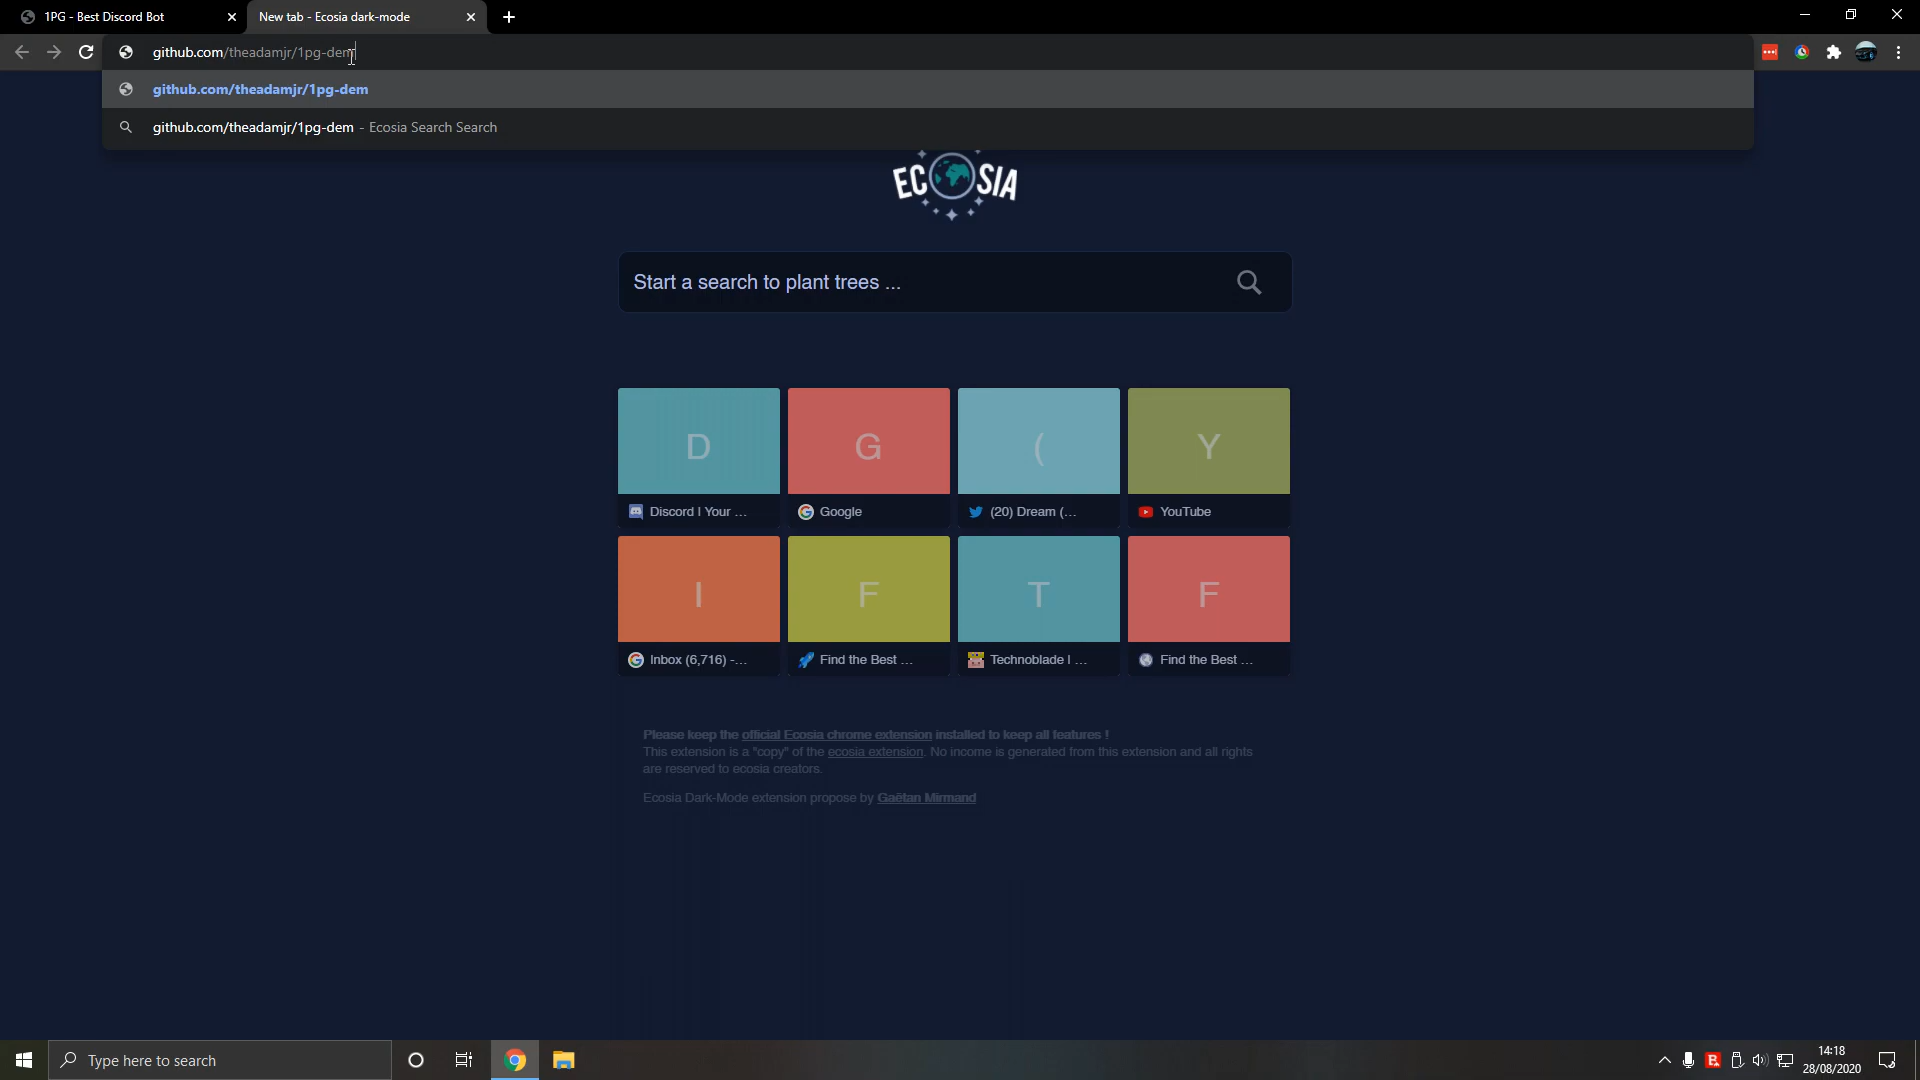 1PG - Best Discord Bot
New tab - Ecosia dark-mode
github.com/theadamjr/1pg-dem
github.com/theadamjr/1pg-dem
github.com/theadamjr/1pg-dem - Ecosia Search Search
ECOSIA
Start a search to plant trees ...
D
G
(
Y
Discord | Your ...
Google
(20) Dream (...
YouTube
I
F
T
F
Inbox (6,716) -...
Find the Best ...
Technoblade | ...
Find the Best ...
Please keep the official Ecosia chrome extension installed to keep all features !
This extension is a "copy" of the ecosia extension. No income is generated from this extension and all rights
are reserved to ecosia creators.
Ecosia Dark-Mode extension propose by Gaëtan Mirmand
Type here to search
14:18
28/08/2020